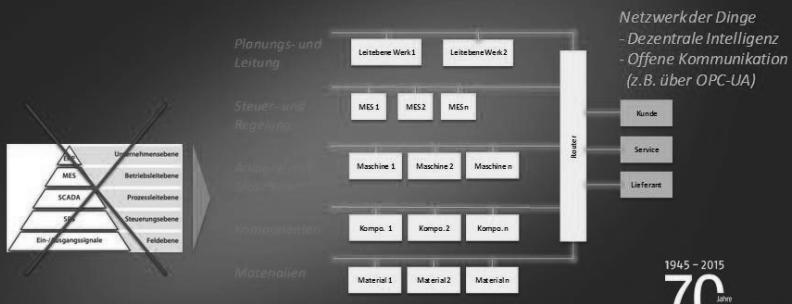 Netzwerk der Dinge
- Dezentrale Intelligenz
- Offene Kommunikation
(z.B. über OPC-UA)
Planungs- und
Leitung
Leitebene Werk 1
Leitebene Werk 2
Steuer- und
Regelung
MES 1
MES 2
MES n
Maschine 1
Maschine 2
Maschine n
Komponenten
Kompo. 1
Kompo. 2
Kompo. n
Materialien
Material 1
Material 2
Material n
Router
Kunde
Service
Lieferant
ERP
Unternehmensebene
MES
Betriebsleitebene
SCADA
Prozessleitebene
SPS
Steuerungsebene
Ein-/Ausgangssignale
Feldebene
1945 – 2015
70
Jahre